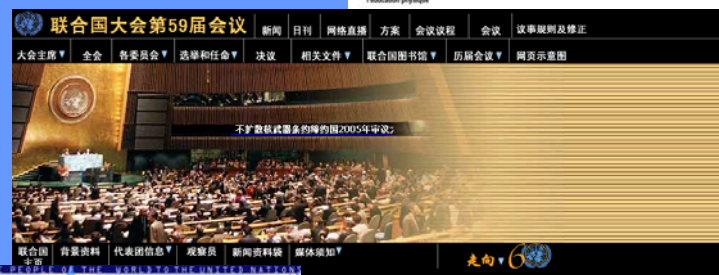 l'éducation physique
联合国大会第59届会议 新闻 日刊 网络直播 方案 会议议程 会议 议事规则及修正
大会主席 全会 各委员会 选举和任命 决议 相关文件 联合国图书馆 历届会议 网页示意图
不扩散核武器条约缔约国2005年审议
联合国主页 背景资料 代表团信息 观察员 新闻资料袋 媒体须知
走向 60
PEOPLE OF THE WORLD TO THE UNITED NATIONS